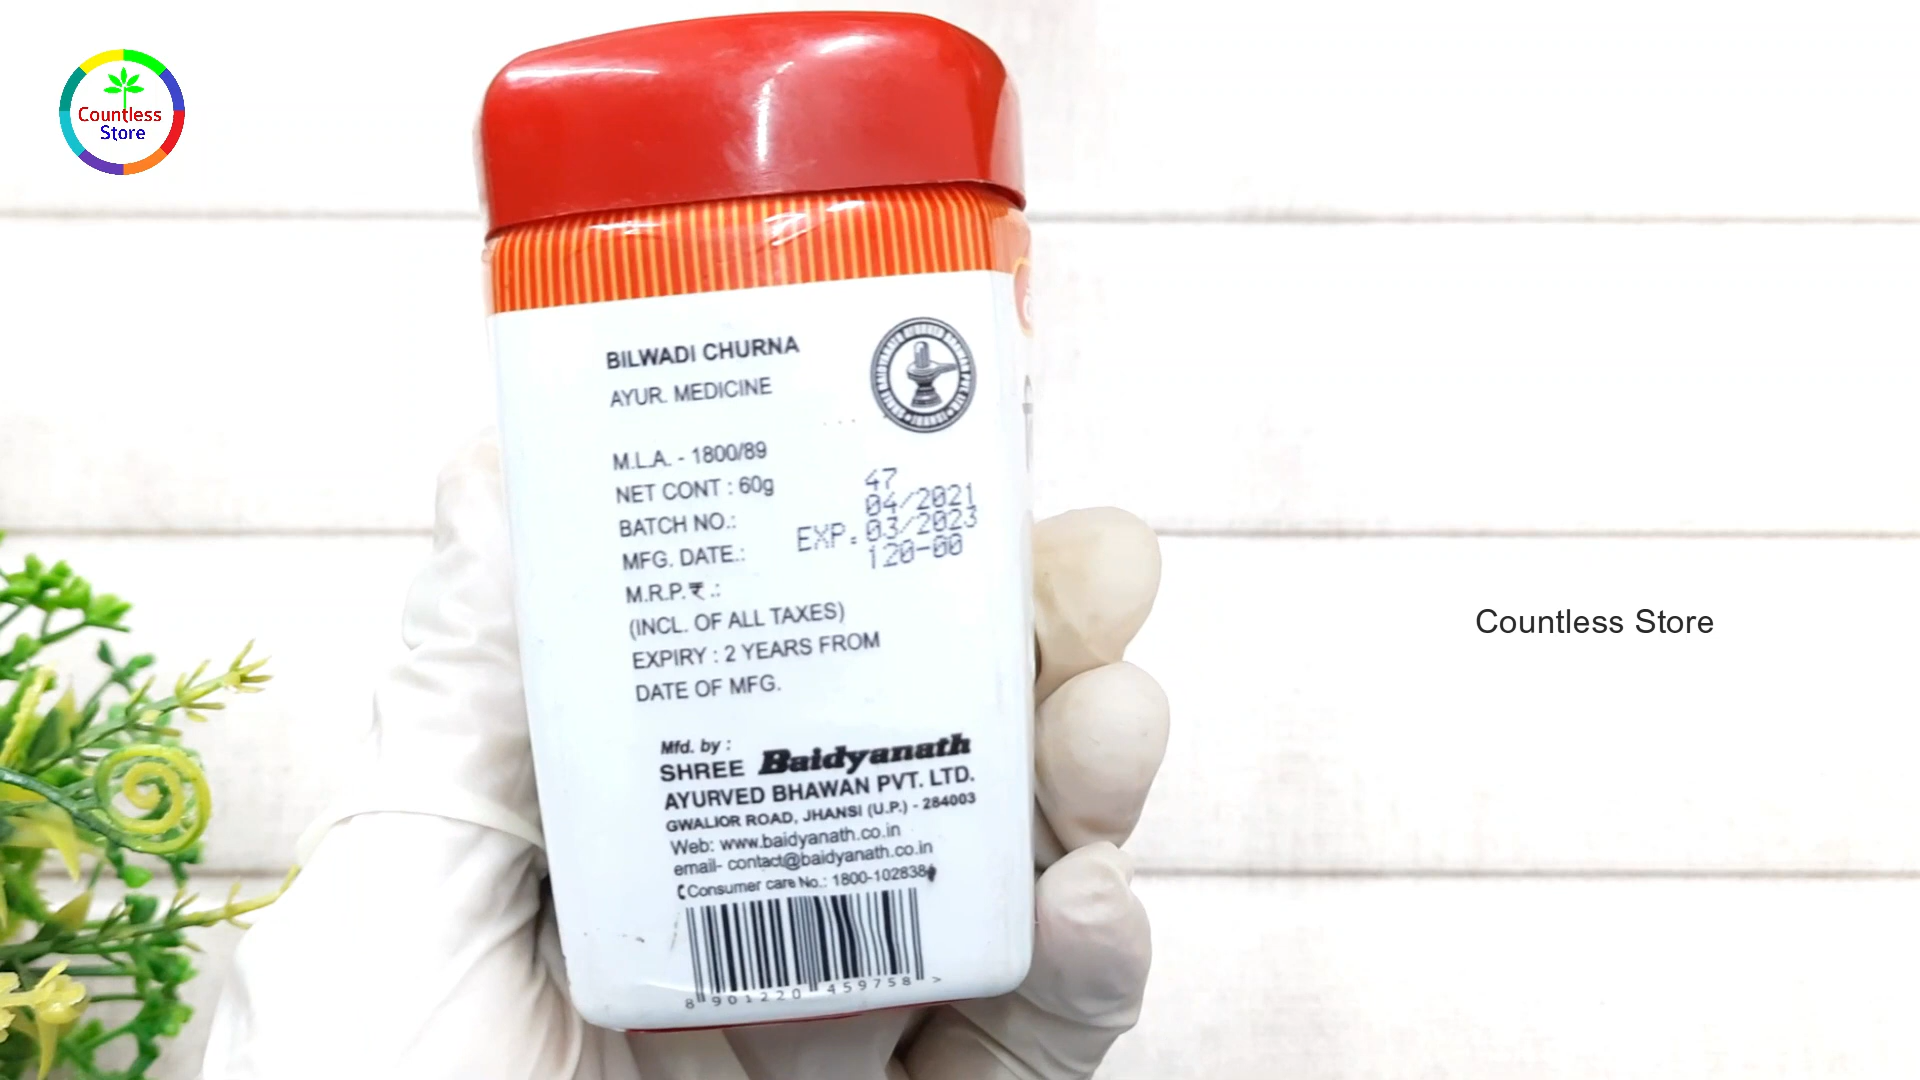 Countless
Store
BILWADI CHURNA
AYUR. MEDICINE
M.L.A. - 1800/89
NET CONT : 60g
BATCH NO.:
MFG. DATE.:
M.R.P.₹ .:
47
04/2021
EXP. 03/2023
120-00
(INCL. OF ALL TAXES)
EXPIRY : 2 YEARS FROM
DATE OF MFG.
Mfd. by :
SHREE Baidyanath
AYURVED BHAWAN PVT. LTD.
GWALIOR ROAD, JHANSI (U.P.) - 284003
Web: www.baidyanath.co.in
email- contact@baidyanath.co.in
Consumer care No.: 1800-102838
8 901220 459758 >
Countless Store